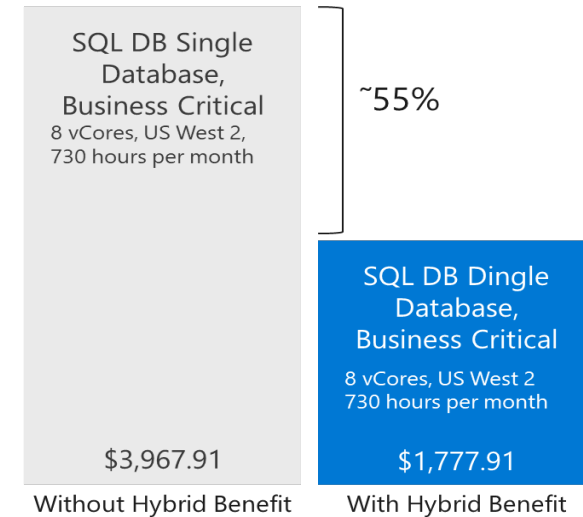 SQL DB Single
Database,
Business Critical
8 vCores, US West 2,
730 hours per month
~55%
SQL DB Dingle
Database,
Business Critical
8 vCores, US West 2
730 hours per month
$3,967.91
$1,777.91
Without Hybrid Benefit
With Hybrid Benefit